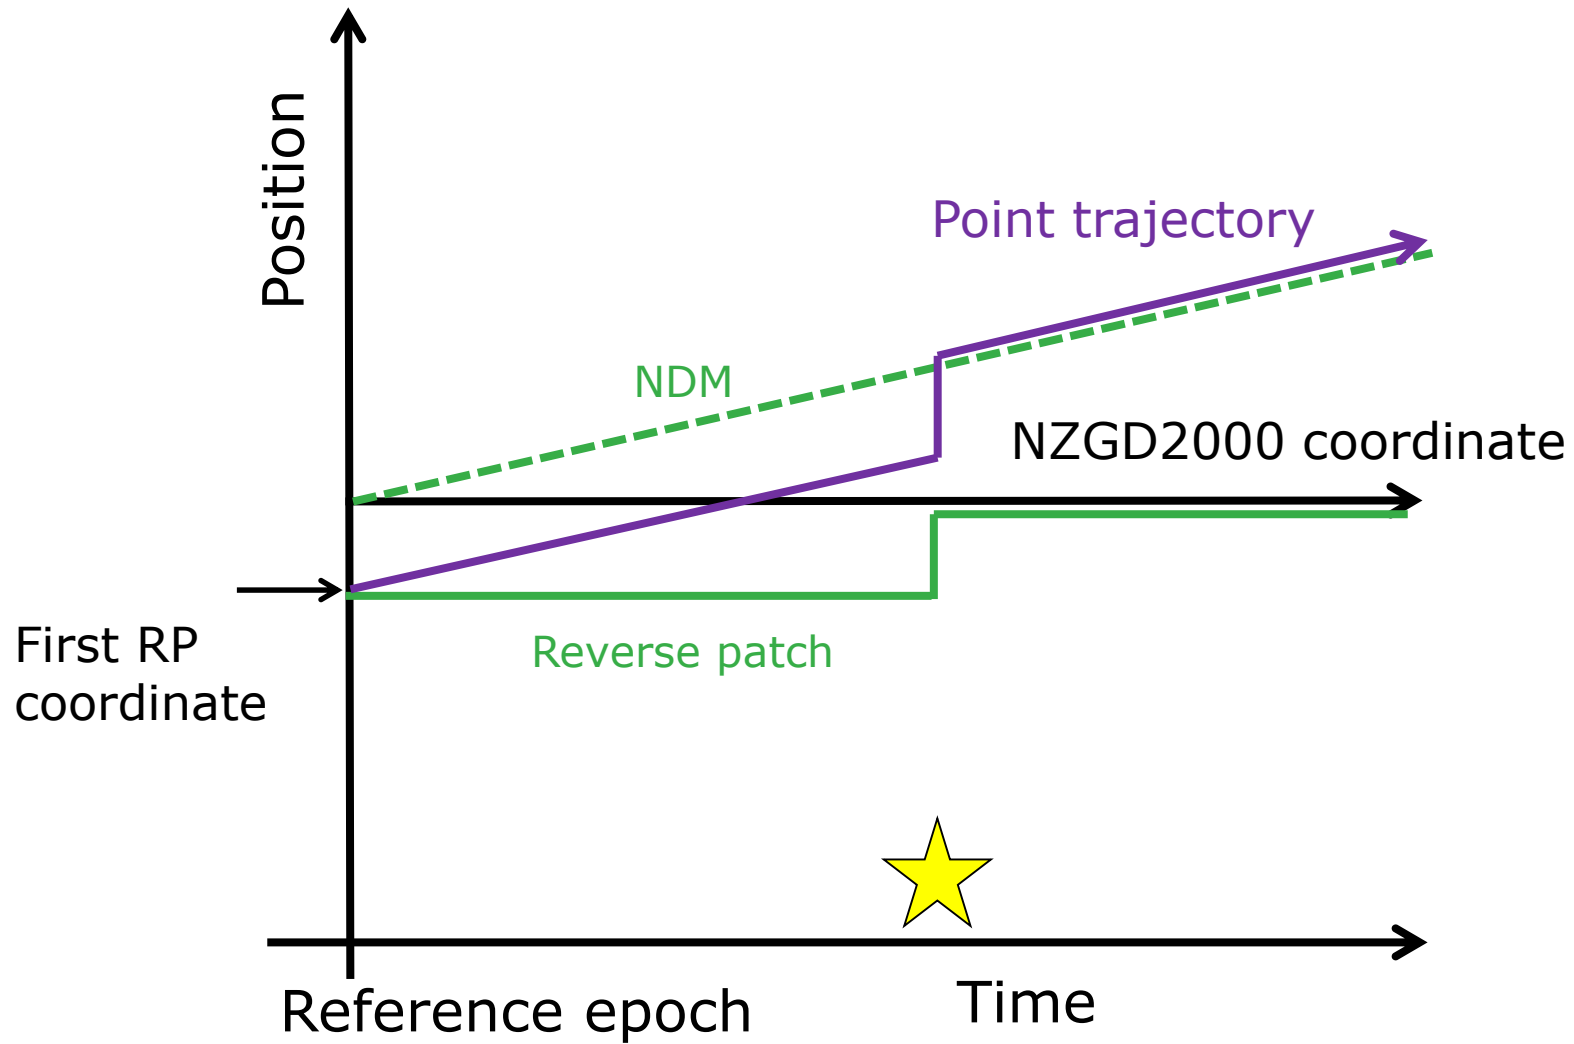 Position
Point trajectory
NDM
NZGD2000 coordinate
First RP
coordinate
Reverse patch
Reference epoch
Time